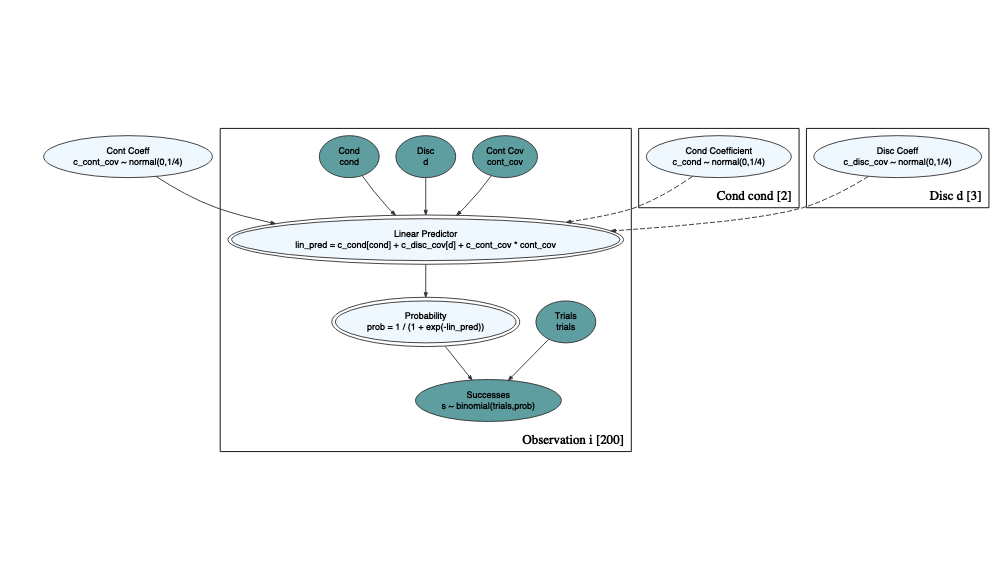 Cont Coeff
c_cont_cov ~ normal(0,1/4)
Cond
cond
Disc
d
Cont Cov
cont_cov
Cond Coefficient
c_cond ~ normal(0,1/4)
Cond cond [2]
Disc Coeff
c_disc_cov ~ normal(0,1/4)
Disc d [3]
Linear Predictor
lin_pred = c_cond[cond] + c_disc_cov[d] + c_cont_cov * cont_cov
Probability
prob = 1 / (1 + exp(-lin_pred))
Trials
trials
Successes
s ~ binomial(trials,prob)
Observation i [200]